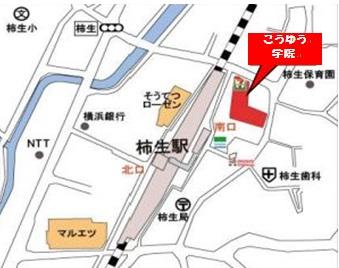 こうゆう
学院
柿生小
柿生
そうてつ
ローゼン
柿生保育園
横浜銀行
南口
NTT
柿生駅
北口
柿生歯科
柿生局
マルエツ